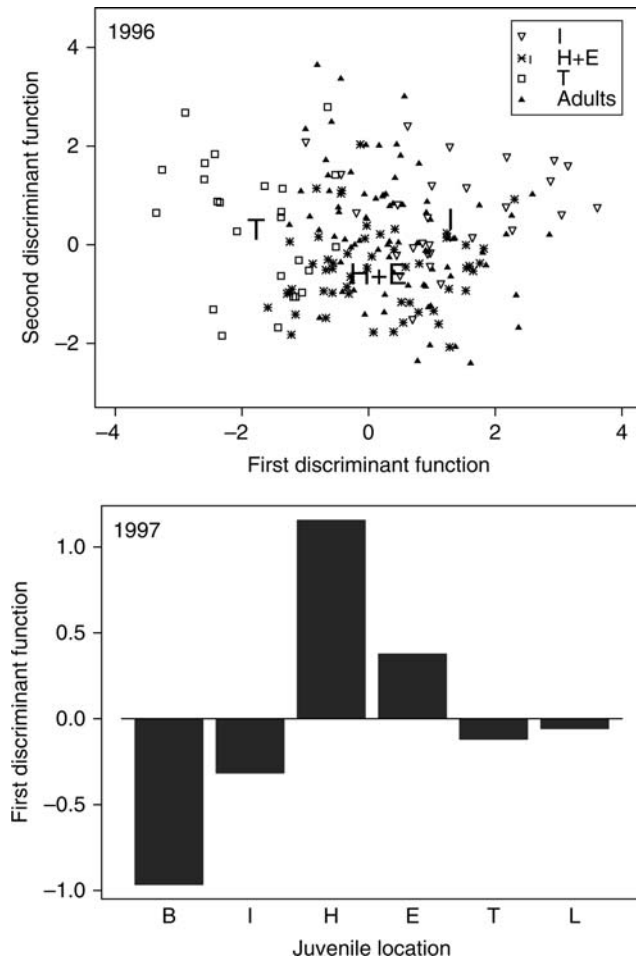 1996
I
H+E
T
Adults
4
2
0
−2
Second discriminant function
T
I
H+E
−4
−2
0
2
4
First discriminant function
1997
1.0
0.5
0.0
−0.5
−1.0
First discriminant function
B I H E T L
Juvenile location